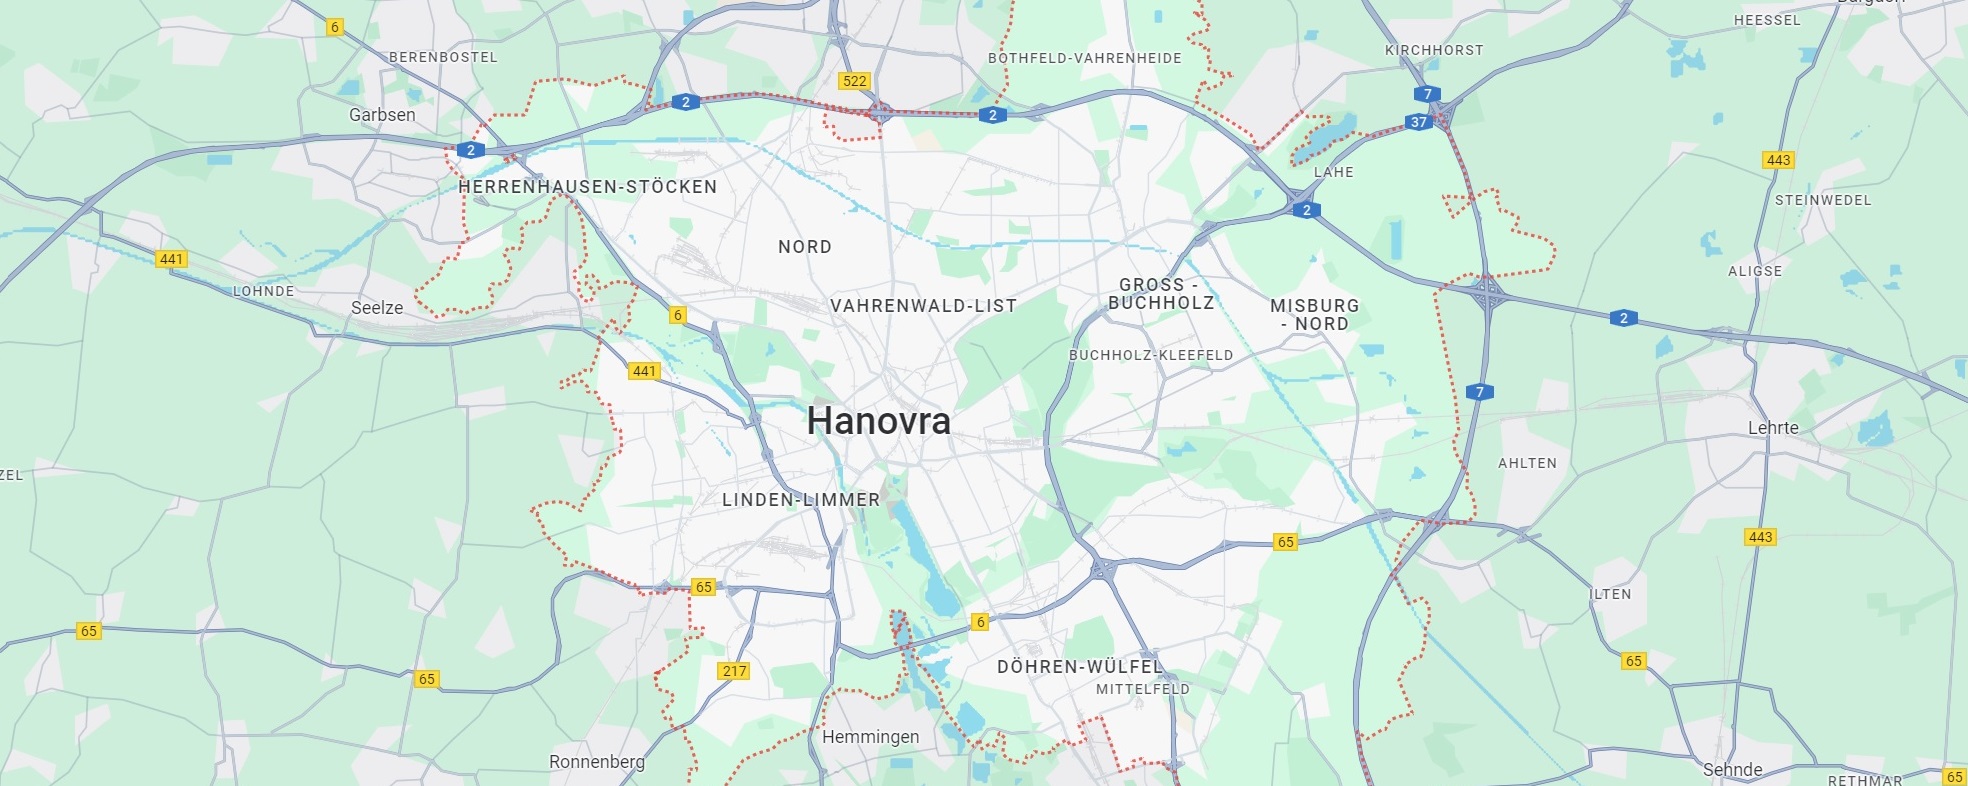 Burgdorf
6
HEESSEL
BERENBOSTEL
KIRCHHORST
BOTHFELD-VAHRENHEIDE
522
7
2
Garbsen
2
37
2
443
LAHE
HERRENHAUSEN-STÖCKEN
STEINWEDEL
2
NORD
441
ALIGSE
GROSS -
BUCHHOLZ
LOHNDE
Seelze
VAHRENWALD-LIST
MISBURG
- NORD
6
2
BUCHHOLZ-KLEEFELD
441
7
Hanovra
Lehrte
AHLTEN
ZEL
LINDEN-LIMMER
443
65
65
ILTEN
6
65
65
DÖHREN-WÜLFEL
217
65
MITTELFELD
Hemmingen
Ronnenberg
Sehnde
65
RETHMAR